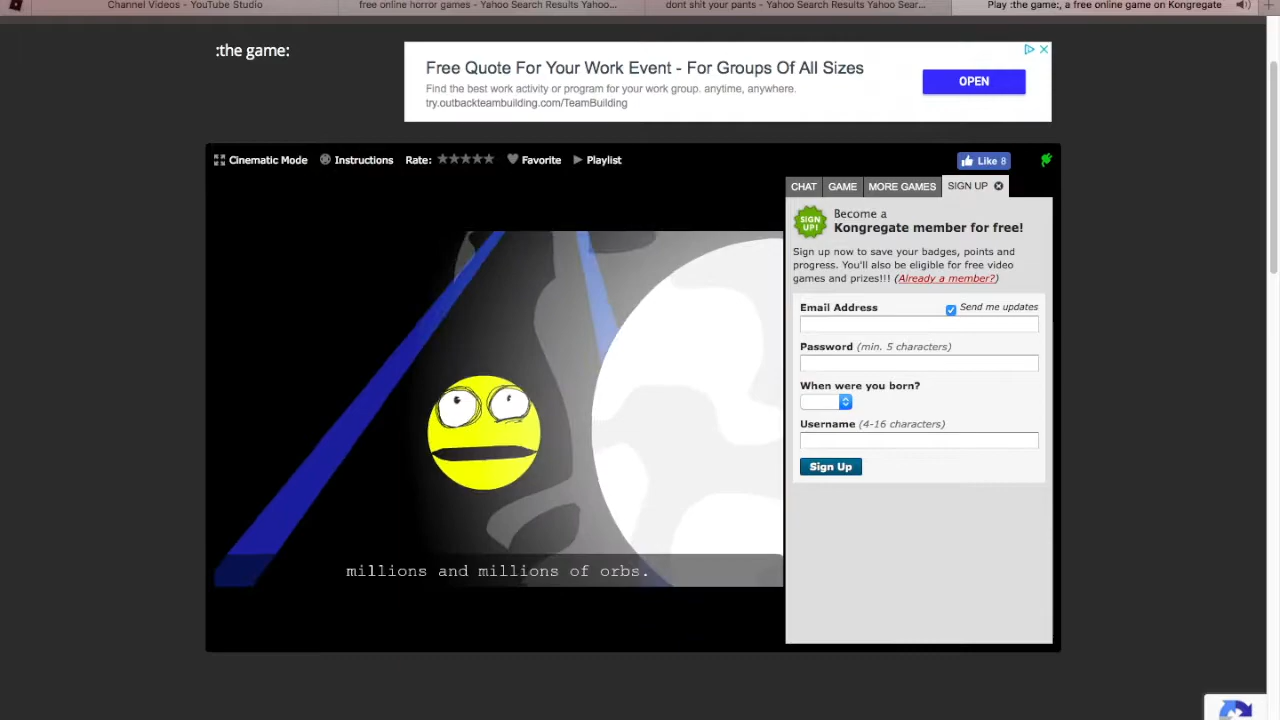 Channel Videos - YouTube Studio
free online horror games - Yahoo Search Results Yahoo...
dont shit your pants - Yahoo Search Results Yahoo Sear...
Play :the game:, a free online game on Kongregate
:the game:
Free Quote For Your Work Event - For Groups Of All Sizes
Find the best work activity or program for your work group. anytime, anywhere.
try.outbackteambuilding.com/TeamBuilding
OPEN
Cinematic Mode
Instructions
Rate:
Favorite
Playlist
Like 8
CHAT
GAME
MORE GAMES
SIGN UP
SIGN UP!
Become a
Kongregate member for free!
Sign up now to save your badges, points and
progress. You'll also be eligible for free video
games and prizes!!! (Already a member?)
Email Address
Send me updates
Password (min. 5 characters)
When were you born?
Username (4-16 characters)
Sign Up
millions and millions of orbs.